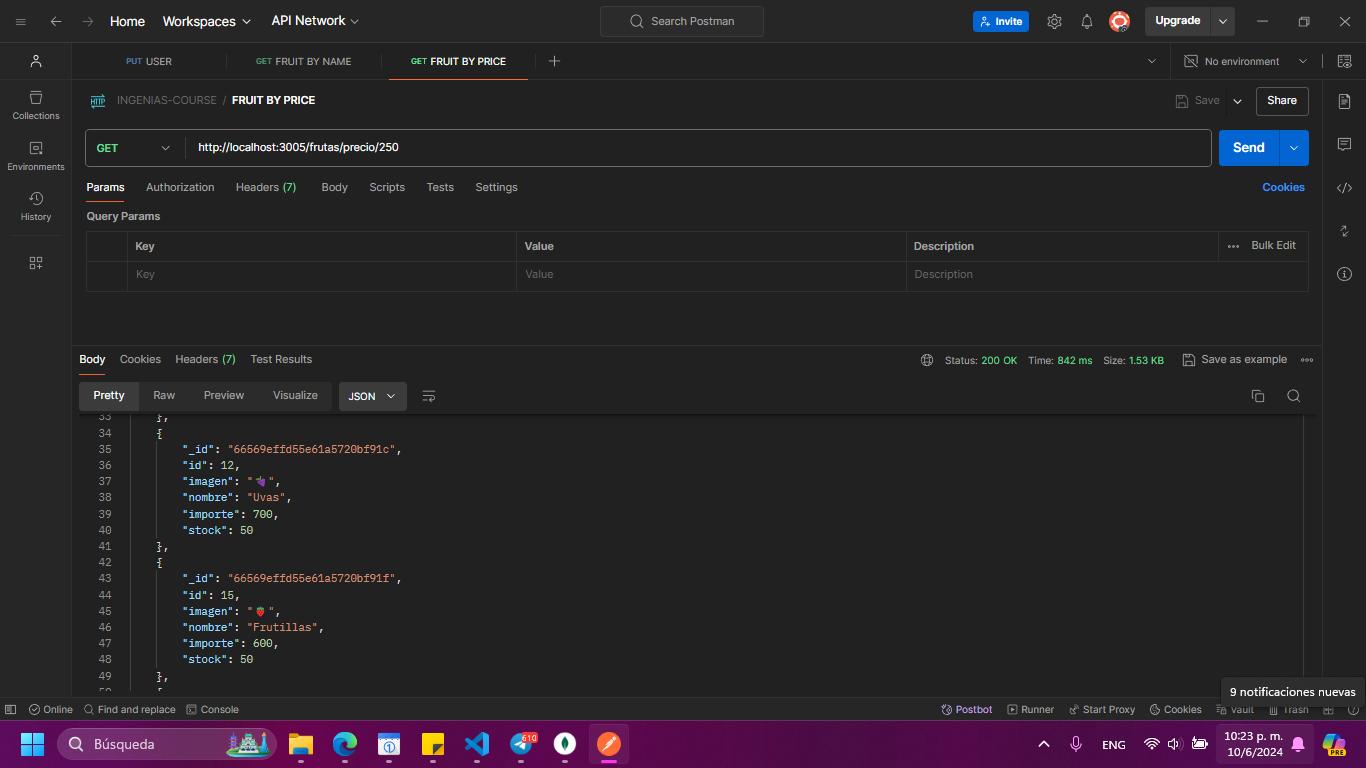 Home Workspaces API Network Search Postman Invite Upgrade
PUT USER GET FRUIT BY NAME GET FRUIT BY PRICE No environment
INGENIAS-COURSE / FRUIT BY PRICE Save Share
Collections
GET http://localhost:3005/frutas/precio/250 Send
Environments
Params Authorization Headers (7) Body Scripts Tests Settings Cookies
History
Query Params
Key Value Description ••• Bulk Edit
Key Value Description
Body Cookies Headers (7) Test Results Status: 200 OK Time: 842 ms Size: 1.53 KB Save as example
Pretty Raw Preview Visualize JSON
33 },
34 {
35 "_id": "66569effd55e61a5720bf91c",
36 "id": 12,
37 "imagen": "🍇",
38 "nombre": "Uvas",
39 "importe": 700,
40 "stock": 50
41 },
42 {
43 "_id": "66569effd55e61a5720bf91f",
44 "id": 15,
45 "imagen": "🍓",
46 "nombre": "Frutillas",
47 "importe": 600,
48 "stock": 50
49 },
50 {
9 notificaciones nuevas
Online Find and replace Console Postbot Runner Start Proxy Cookies Vault Trash
Búsqueda 610 ENG 10:23 p. m.
10/6/2024
PRE